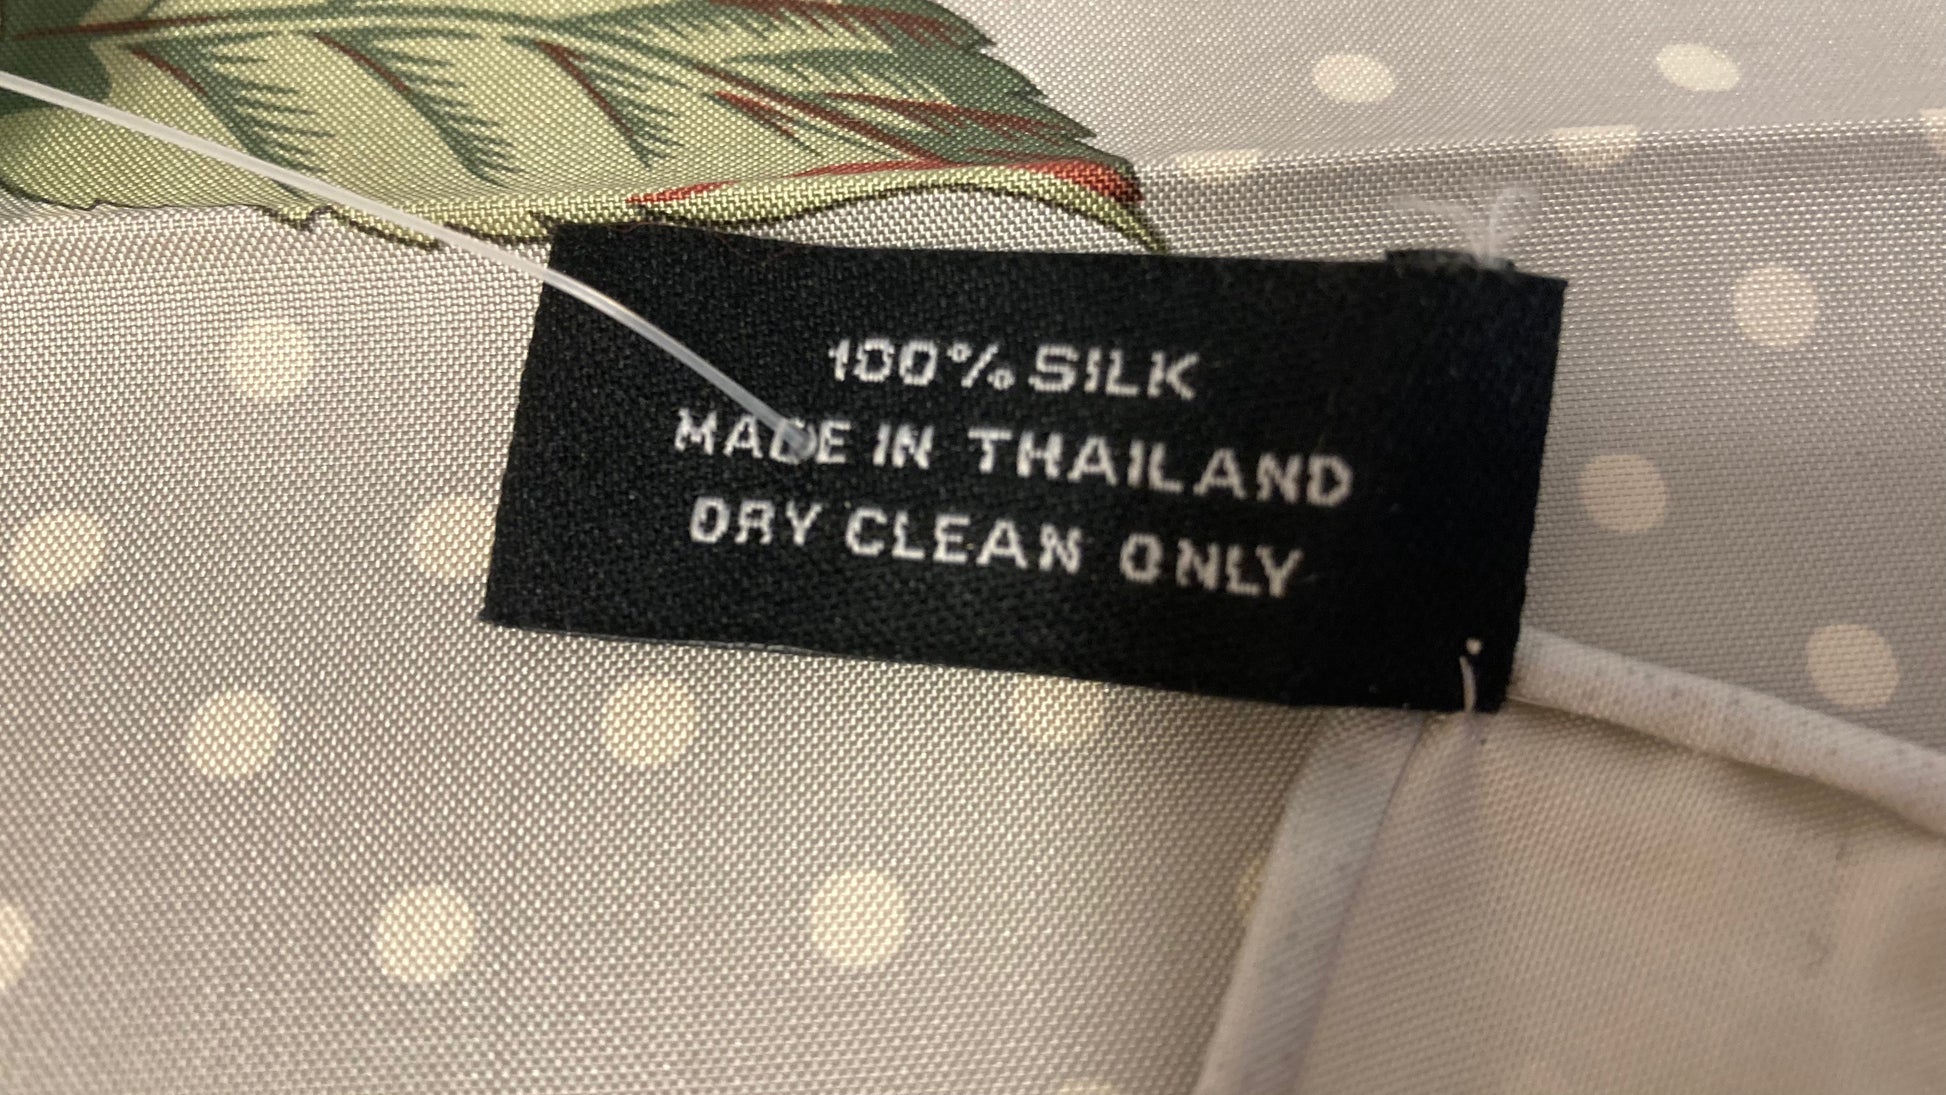 100% SILK
MADE IN THAILAND
DRY CLEAN ONLY